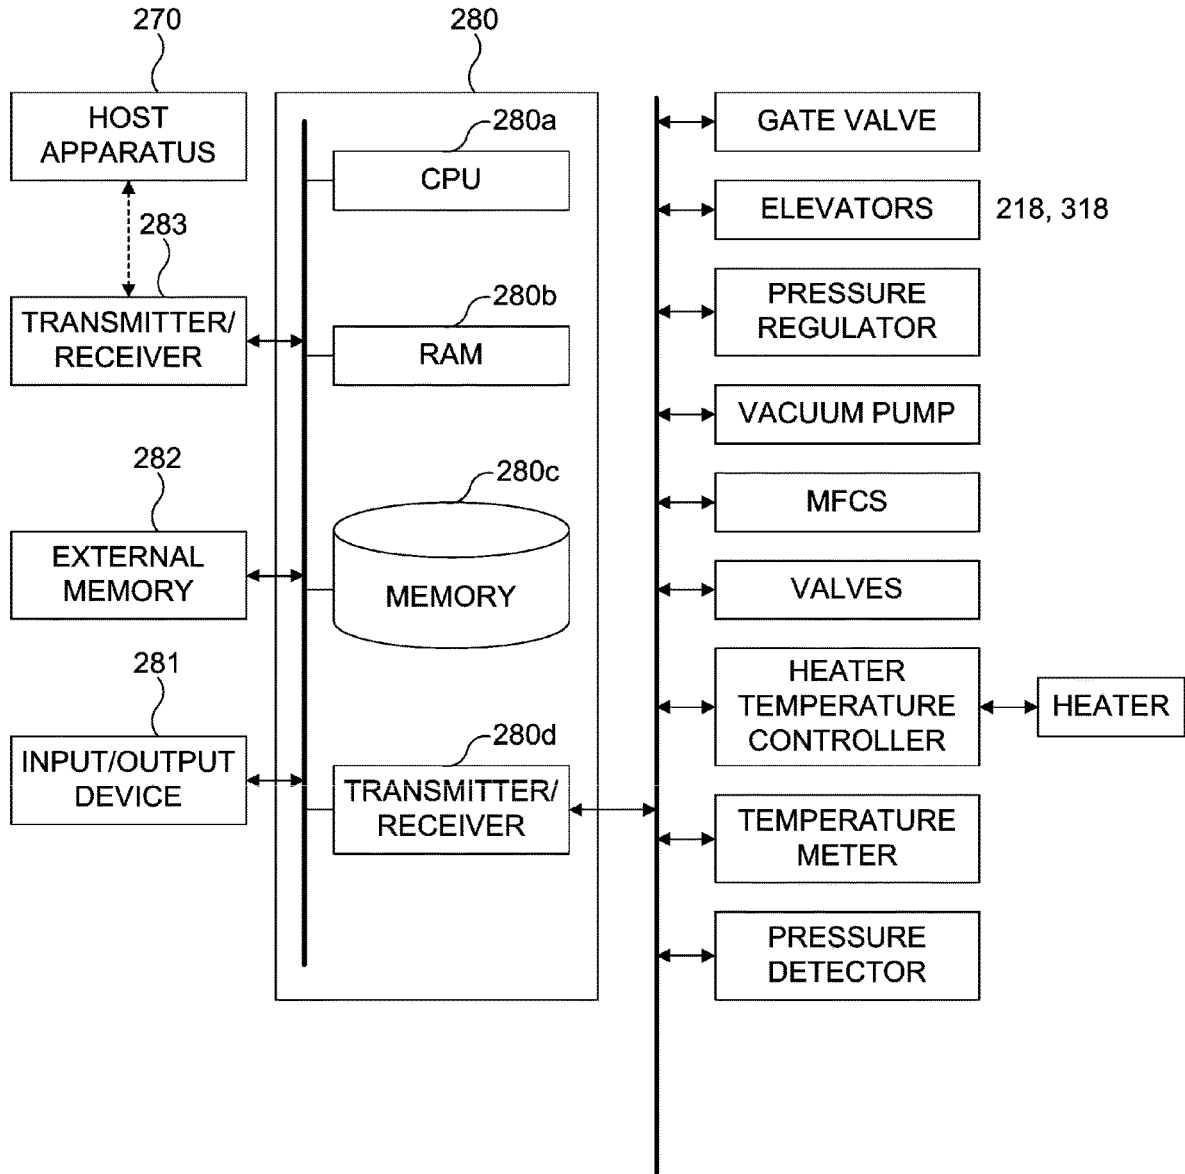 270
280
HOST
APPARATUS
280a
CPU
GATE VALVE
ELEVATORS
218, 318
283
TRANSMITTER/
RECEIVER
280b
RAM
PRESSURE
REGULATOR
VACUUM PUMP
282
EXTERNAL
MEMORY
280c
MEMORY
MFCS
VALVES
281
INPUT/OUTPUT
DEVICE
280d
TRANSMITTER/
RECEIVER
HEATER
TEMPERATURE
CONTROLLER
HEATER
TEMPERATURE
METER
PRESSURE
DETECTOR